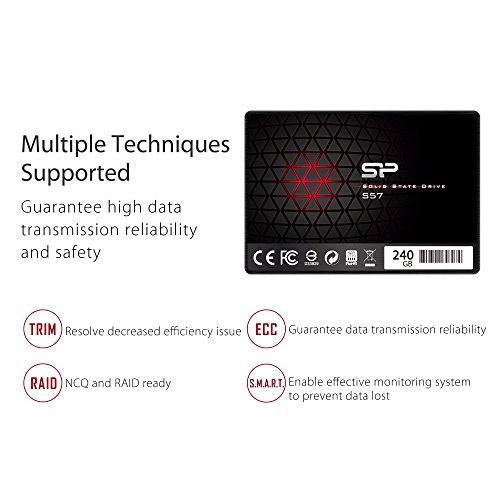 Multiple Techniques
Supported
Guarantee high data
transmission reliability
and safety
SP
SOLID STATE DRIVE
S57
240
GB
TRIM Resolve decreased efficiency issue
ECC Guarantee data transmission reliability
RAID NCQ and RAID ready
S.M.A.R.T. Enable effective monitoring system
to prevent data lost